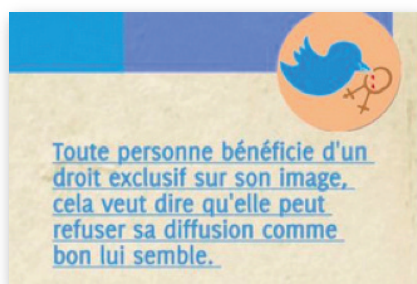 Toute personne bénéficie d'un
droit exclusif sur son image,
cela veut dire qu'elle peut
refuser sa diffusion comme
bon lui semble.